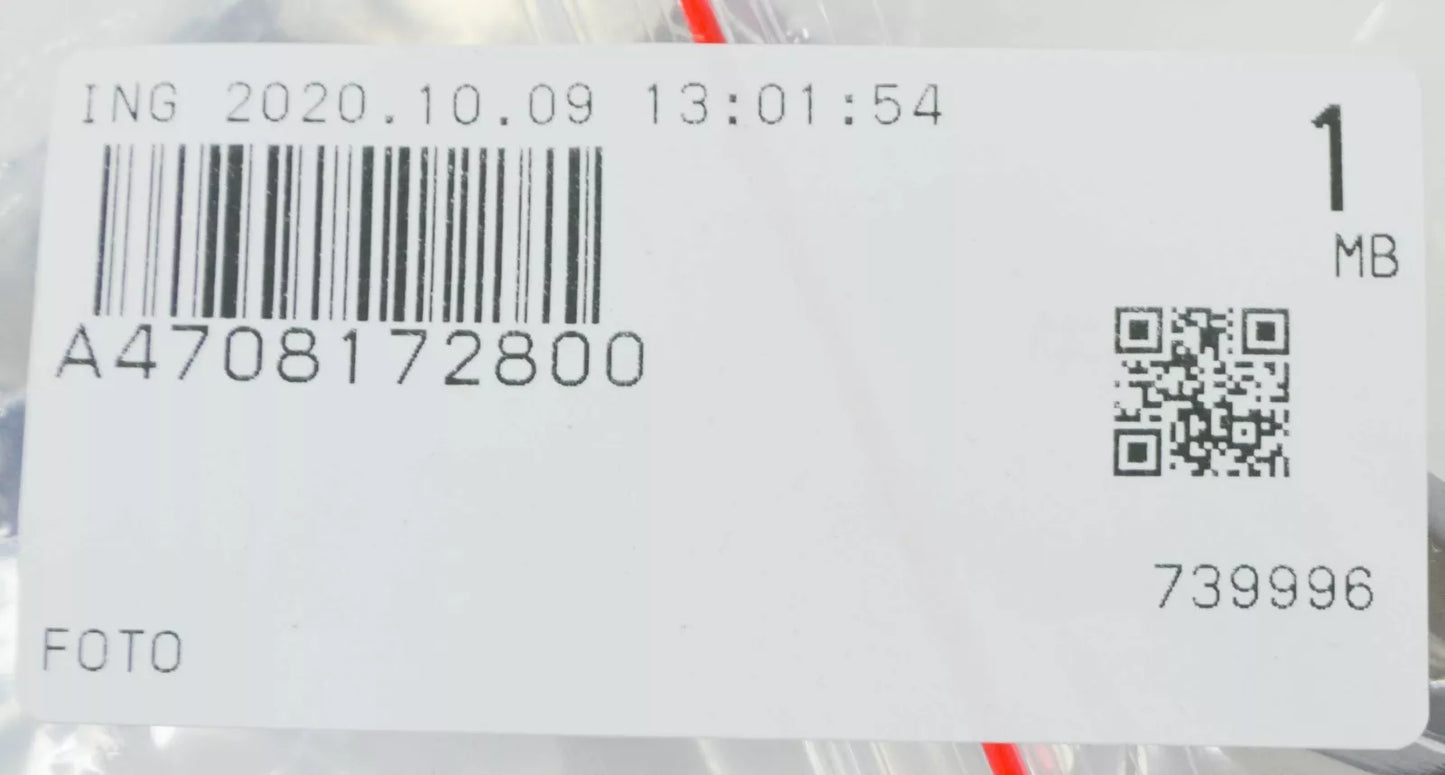 ING 2020.10.09 13:01:54
1
MB
A4708172800
739996
FOTO